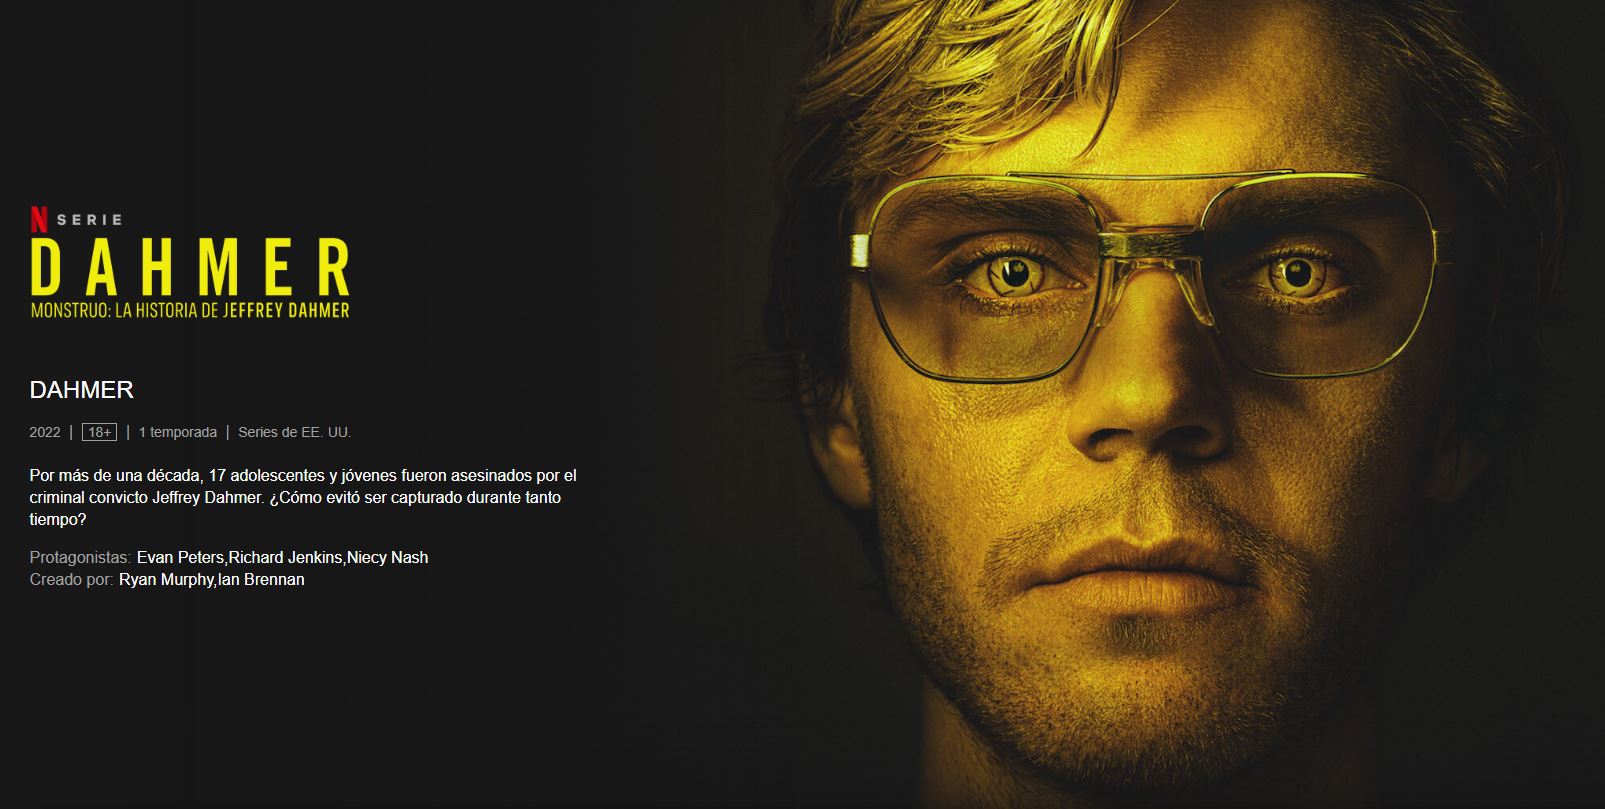 N SERIE
DAHMER
MONSTRUO: LA HISTORIA DE JEFFREY DAHMER
DAHMER
2022 | 18+ | 1 temporada | Series de EE. UU.
Por más de una década, 17 adolescentes y jóvenes fueron asesinados por el
criminal convicto Jeffrey Dahmer. ¿Cómo evitó ser capturado durante tanto
tiempo?
Protagonistas: Evan Peters,Richard Jenkins,Niecy Nash
Creado por: Ryan Murphy,Ian Brennan